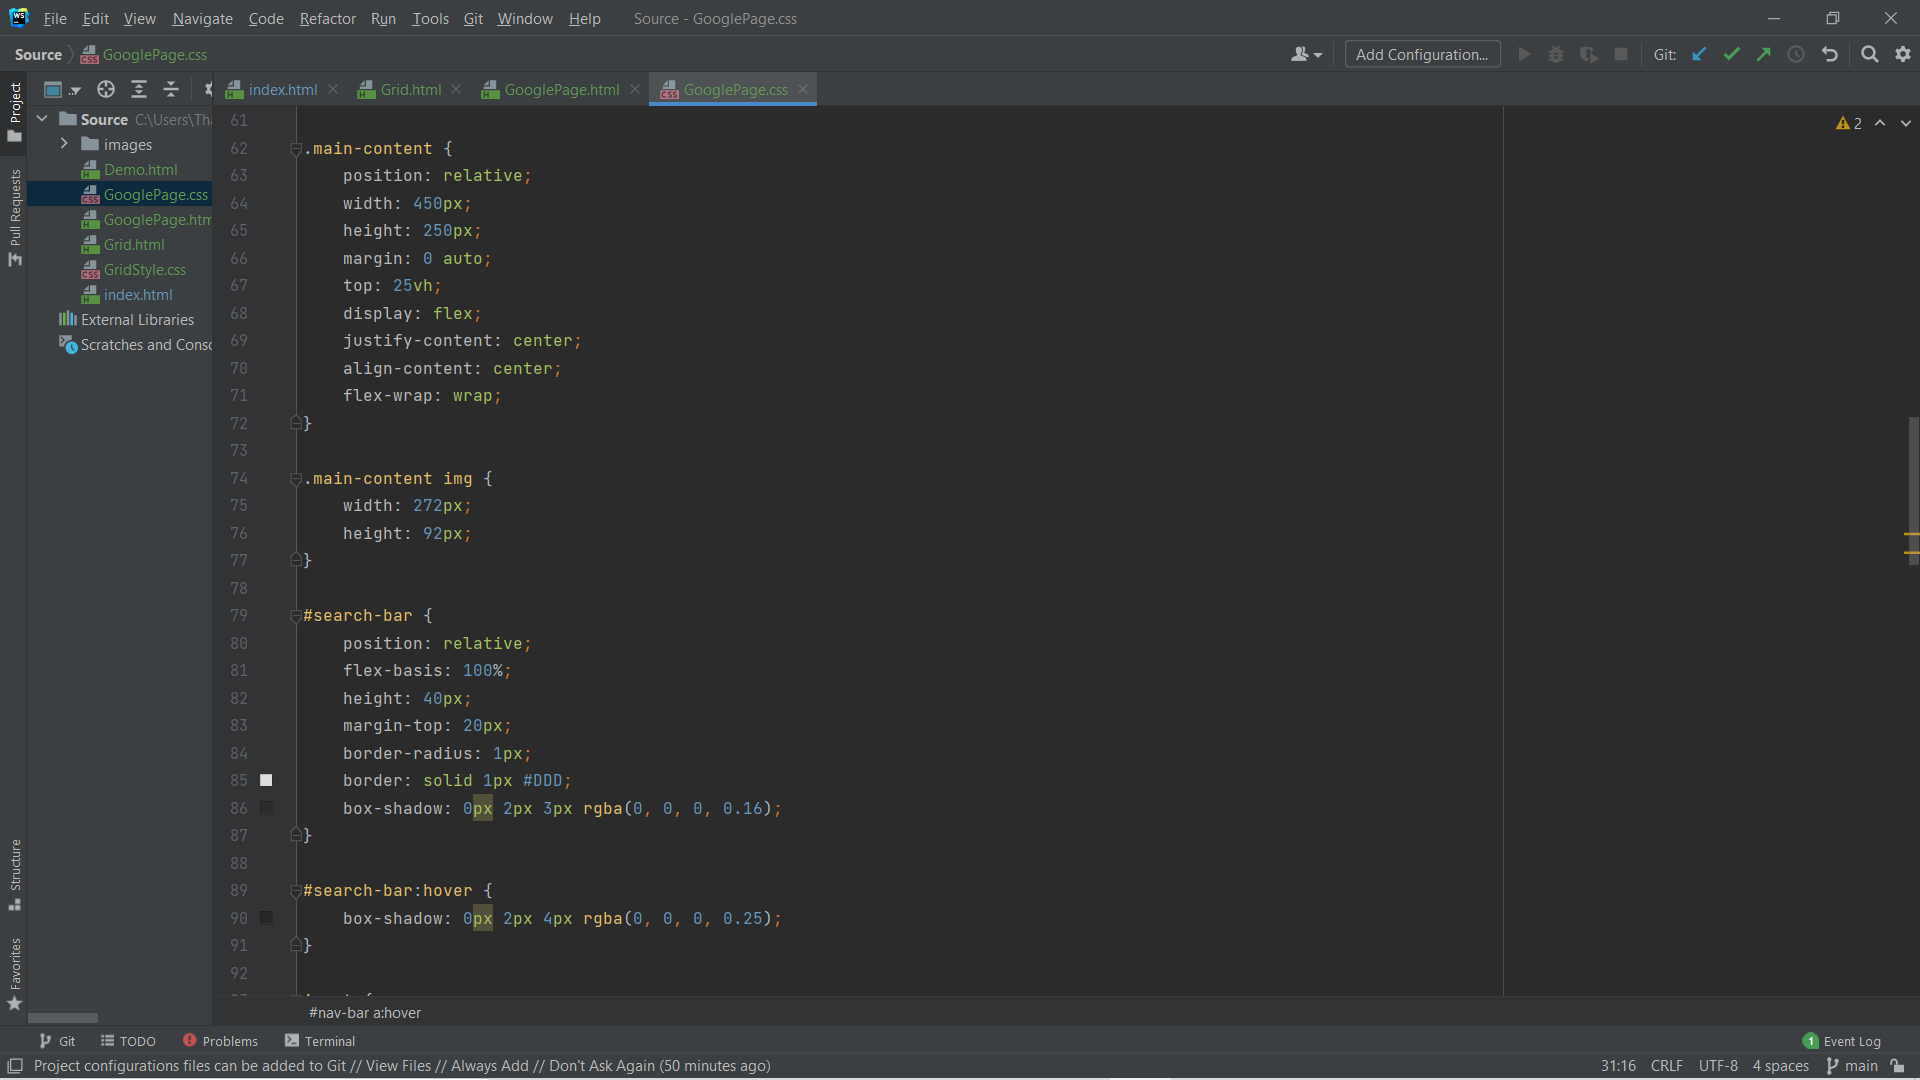 WS File Edit View Navigate Code Refactor Run Tools Git Window Help Source - GooglePage.css
Source GooglePage.css Add Configuration... Git:
index.html Grid.html GooglePage.html GooglePage.css
Project
Pull Requests
Structure
Favorites
Source C:\Users\Tha
images
Demo.html
GooglePage.css
GooglePage.htm
Grid.html
GridStyle.css
index.html
External Libraries
Scratches and Conso
2
61
62 .main-content {
63 position: relative;
64 width: 450px;
65 height: 250px;
66 margin: 0 auto;
67 top: 25vh;
68 display: flex;
69 justify-content: center;
70 align-content: center;
71 flex-wrap: wrap;
72 }
73
74 .main-content img {
75 width: 272px;
76 height: 92px;
77 }
78
79 #search-bar {
80 position: relative;
81 flex-basis: 100%;
82 height: 40px;
83 margin-top: 20px;
84 border-radius: 1px;
85 border: solid 1px #DDD;
86 box-shadow: 0px 2px 3px rgba(0, 0, 0, 0.16);
87 }
88
89 #search-bar:hover {
90 box-shadow: 0px 2px 4px rgba(0, 0, 0, 0.25);
91 }
92
#nav-bar a:hover
Git TODO Problems Terminal 1 Event Log
Project configurations files can be added to Git // View Files // Always Add // Don't Ask Again (50 minutes ago) 31:16 CRLF UTF-8 4 spaces main